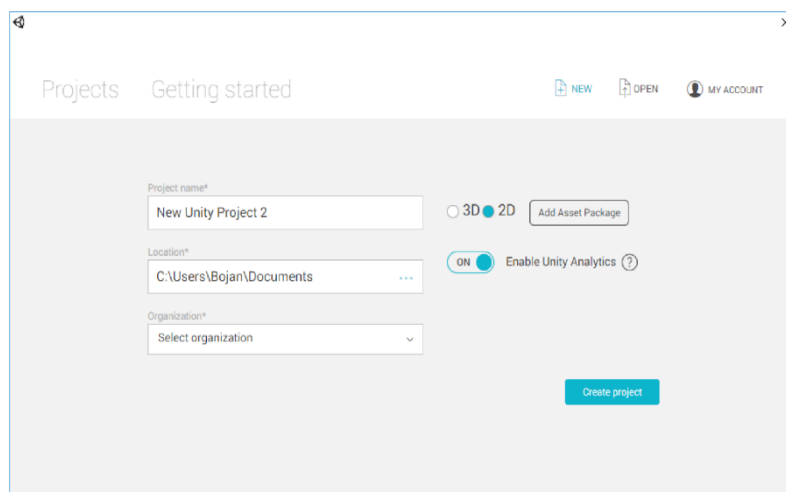 Projects Getting started NEW OPEN MY ACCOUNT
Project name*
New Unity Project 2 3D 2D Add Asset Package
Location*
C:\Users\Bojan\Documents ... ON Enable Unity Analytics ?
Organization*
Select organization
Create project